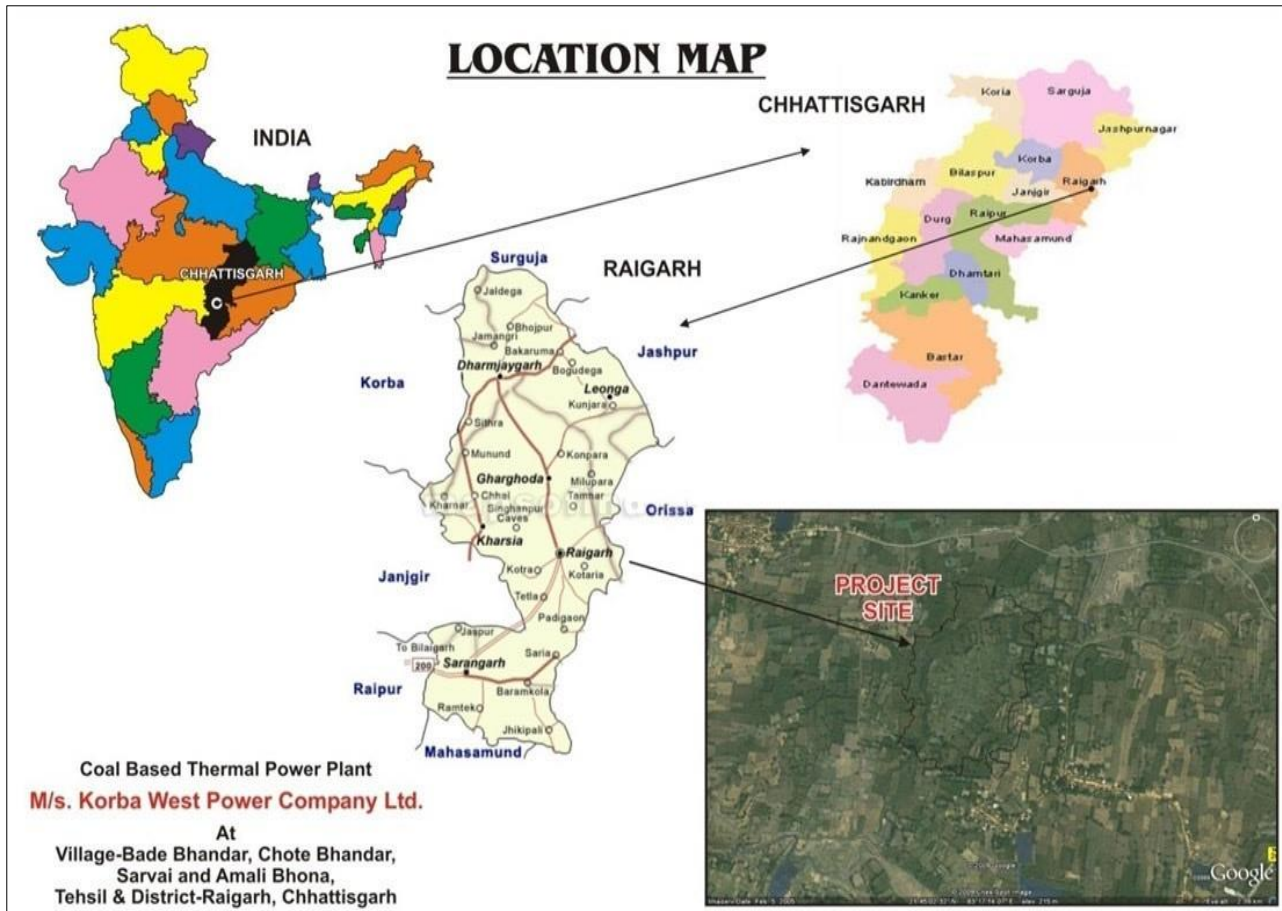 LOCATION MAP
INDIA
CHHATTISGARH
CHHATTISGARH
Koria
Sarguja
Jashpurnagar
Korba
Bilaspur
Kabirdham
Janjgir
Raigarh
Durg
Raipur
Rajnandgaon
Mahasamund
Dhamtari
Kanker
Bastar
Dantewada
RAIGARH
Surguja
Jaldega
Bhojpur
Jamangri
Bakaruma
Jashpur
Dharmjaygarh
Bogudega
Korba
Leonga
Kunjara
Sithra
Munund
Konpara
Gharghoda
Milupara
Kharnar
Chhal
Tamnar
Singhanpur
Caves
Orissa
Kharsia
Raigarh
Janjgir
Kotra
Kotaria
Tetla
Padigaon
Jaspur
To Bilaigarh
Saria
200
Sarangarh
Raipur
Baramkola
Ramtek
Jhikipali
Mahasamund
PROJECT
SITE
Google
Coal Based Thermal Power Plant
M/s. Korba West Power Company Ltd.
At
Village-Bade Bhandar, Chote Bhandar,
Sarvai and Amali Bhona,
Tehsil & District-Raigarh, Chhattisgarh